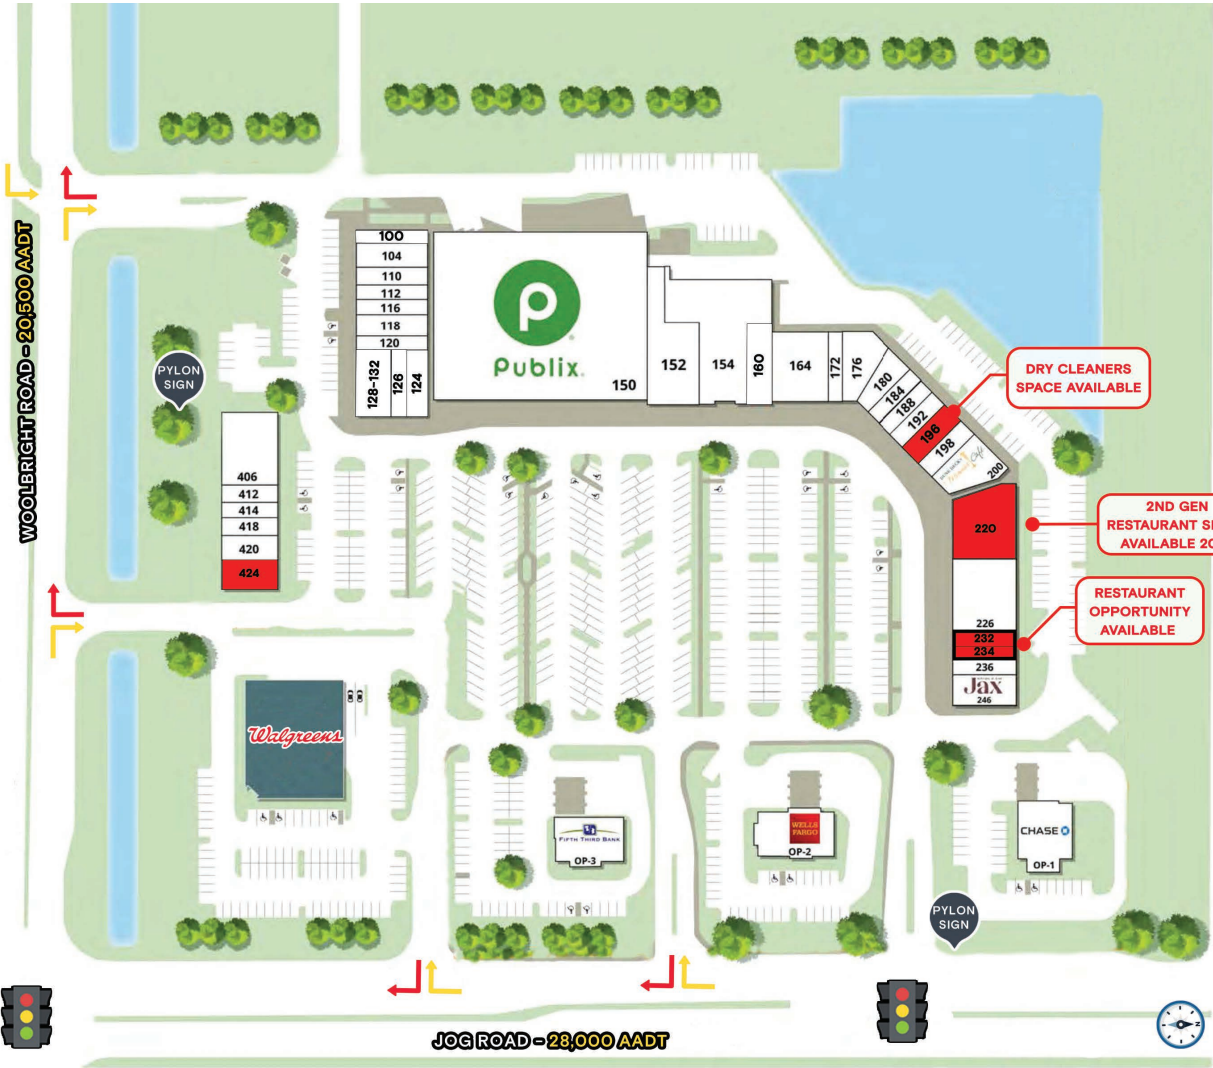 WOOLBRIGHT ROAD - 20,500 AADT
PYLON
SIGN
100
104
110
112
116
118
120
128-132
126
124
Publix.
150
152
154
160
164
172
176
180
184
188
192
196
198
200
DRY CLEANERS
SPACE AVAILABLE
220
2ND GEN
RESTAURANT
AVAILABLE
RESTAURANT
OPPORTUNITY
AVAILABLE
226
232
234
236
Jax
246
406
412
414
418
420
424
Walgreens
FIFTH THIRD BANK
OP-3
WELLS
FARGO
OP-2
CHASE
OP-1
PYLON
SIGN
JOG ROAD - 28,000 AADT
N